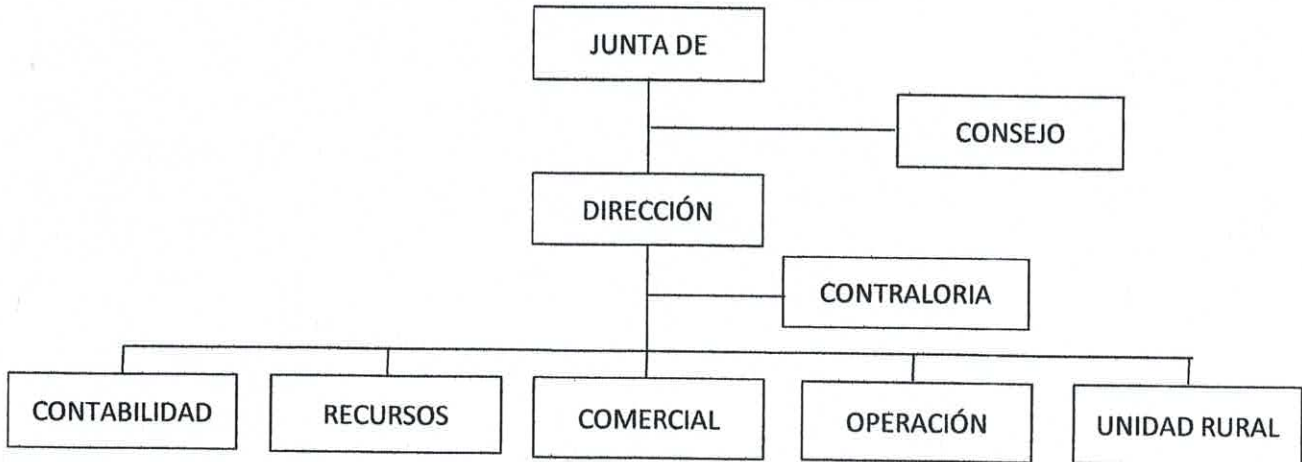 JUNTA DE
CONSEJO
DIRECCIÓN
CONTRALORIA
CONTABILIDAD
RECURSOS
COMERCIAL
OPERACIÓN
UNIDAD RURAL